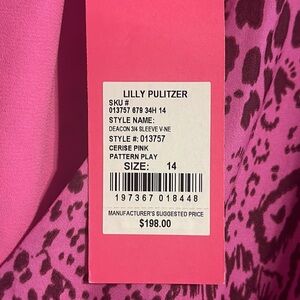 LILLY PULITZER
SKU #
013757 679 34H 14
STYLE NAME:
DEACON 3/4 SLEEVE V-NE
STYLE #: 013757
CERISE PINK
PATTERN PLAY
SIZE: 14
197367 018448
MANUFACTURER'S SUGGESTED PRICE
$198.00